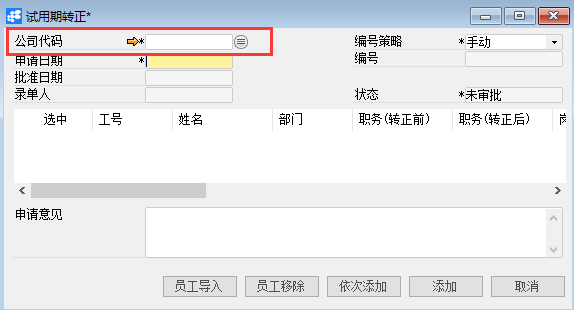 试用期转正*
公司代码 * 编号策略 *手动
申请日期 * 编号
批准日期
录单人 状态 *未审批
选中 工号 姓名 部门 职务(转正前) 职务(转正后)
申请意见
员工导入 员工移除 依次添加 添加 取消